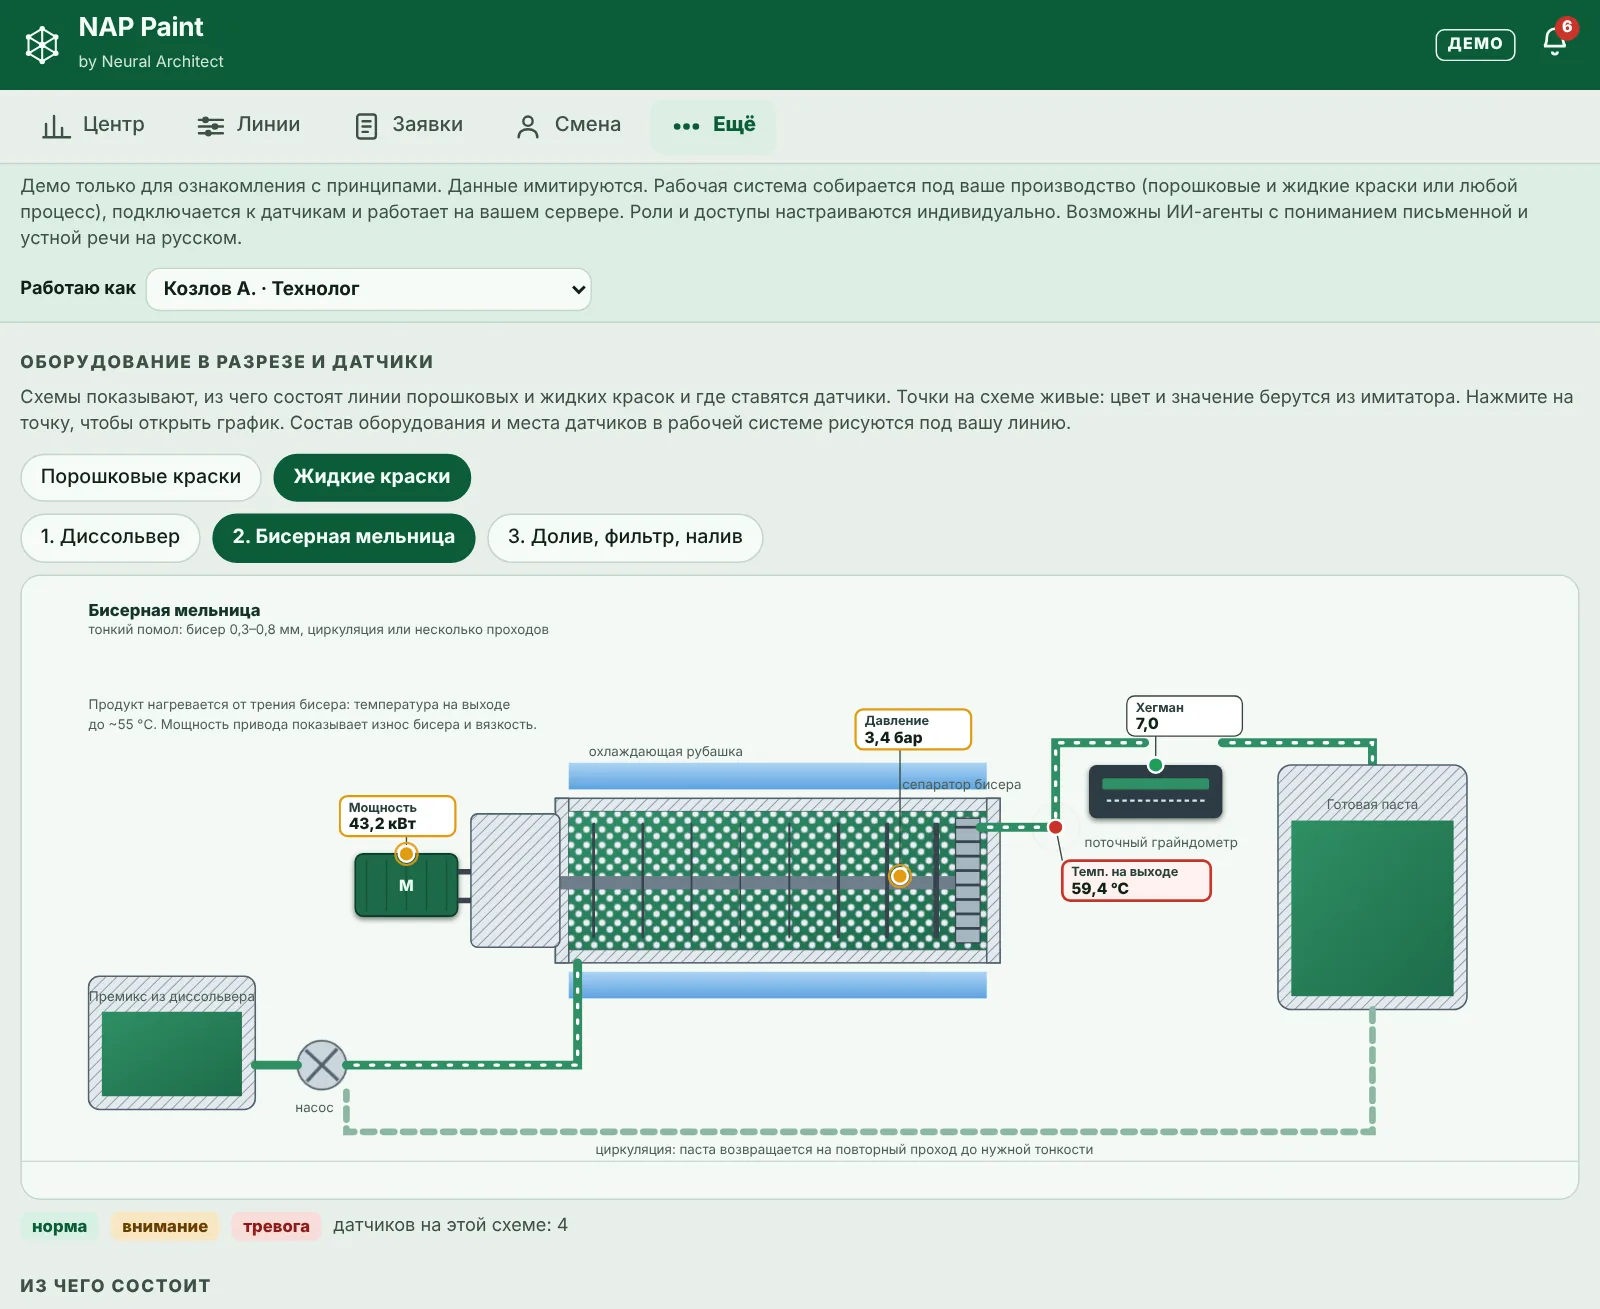 NAP Paint
by Neural Architect
ДЕМО
6
Центр
Линии
Заявки
Смена
Ещё
Демо только для ознакомления с принципами. Данные имитируются. Рабочая система собирается под ваше производство (порошковые и жидкие краски или любой
процесс), подключается к датчикам и работает на вашем сервере. Роли и доступы настраиваются индивидуально. Возможны ИИ-агенты с пониманием письменной и
устной речи на русском.
Работаю как
Козлов А. · Технолог
ОБОРУДОВАНИЕ В РАЗРЕЗЕ И ДАТЧИКИ
Схемы показывают, из чего состоят линии порошковых и жидких красок и где ставятся датчики. Точки на схеме живые: цвет и значение берутся из имитатора. Нажмите на
точку, чтобы открыть график. Состав оборудования и места датчиков в рабочей системе рисуются под вашу линию.
Порошковые краски
Жидкие краски
1. Диссольвер
2. Бисерная мельница
3. Долив, фильтр, налив
Бисерная мельница
тонкий помол: бисер 0,3–0,8 мм, циркуляция или несколько проходов
Продукт нагревается от трения бисера: температура на выходе
до ~55 °C. Мощность привода показывает износ бисера и вязкость.
Хегман
7,0
Давление
3,4 бар
охлаждающая рубашка
сепаратор бисера
Мощность
43,2 кВт
Готовая паста
поточный грайндометр
Темп. на выходе
59,4 °C
M
Премикс из диссольвера
насос
циркуляция: паста возвращается на повторный проход до нужной тонкости
норма
внимание
тревога
датчиков на этой схеме: 4
ИЗ ЧЕГО СОСТОИТ